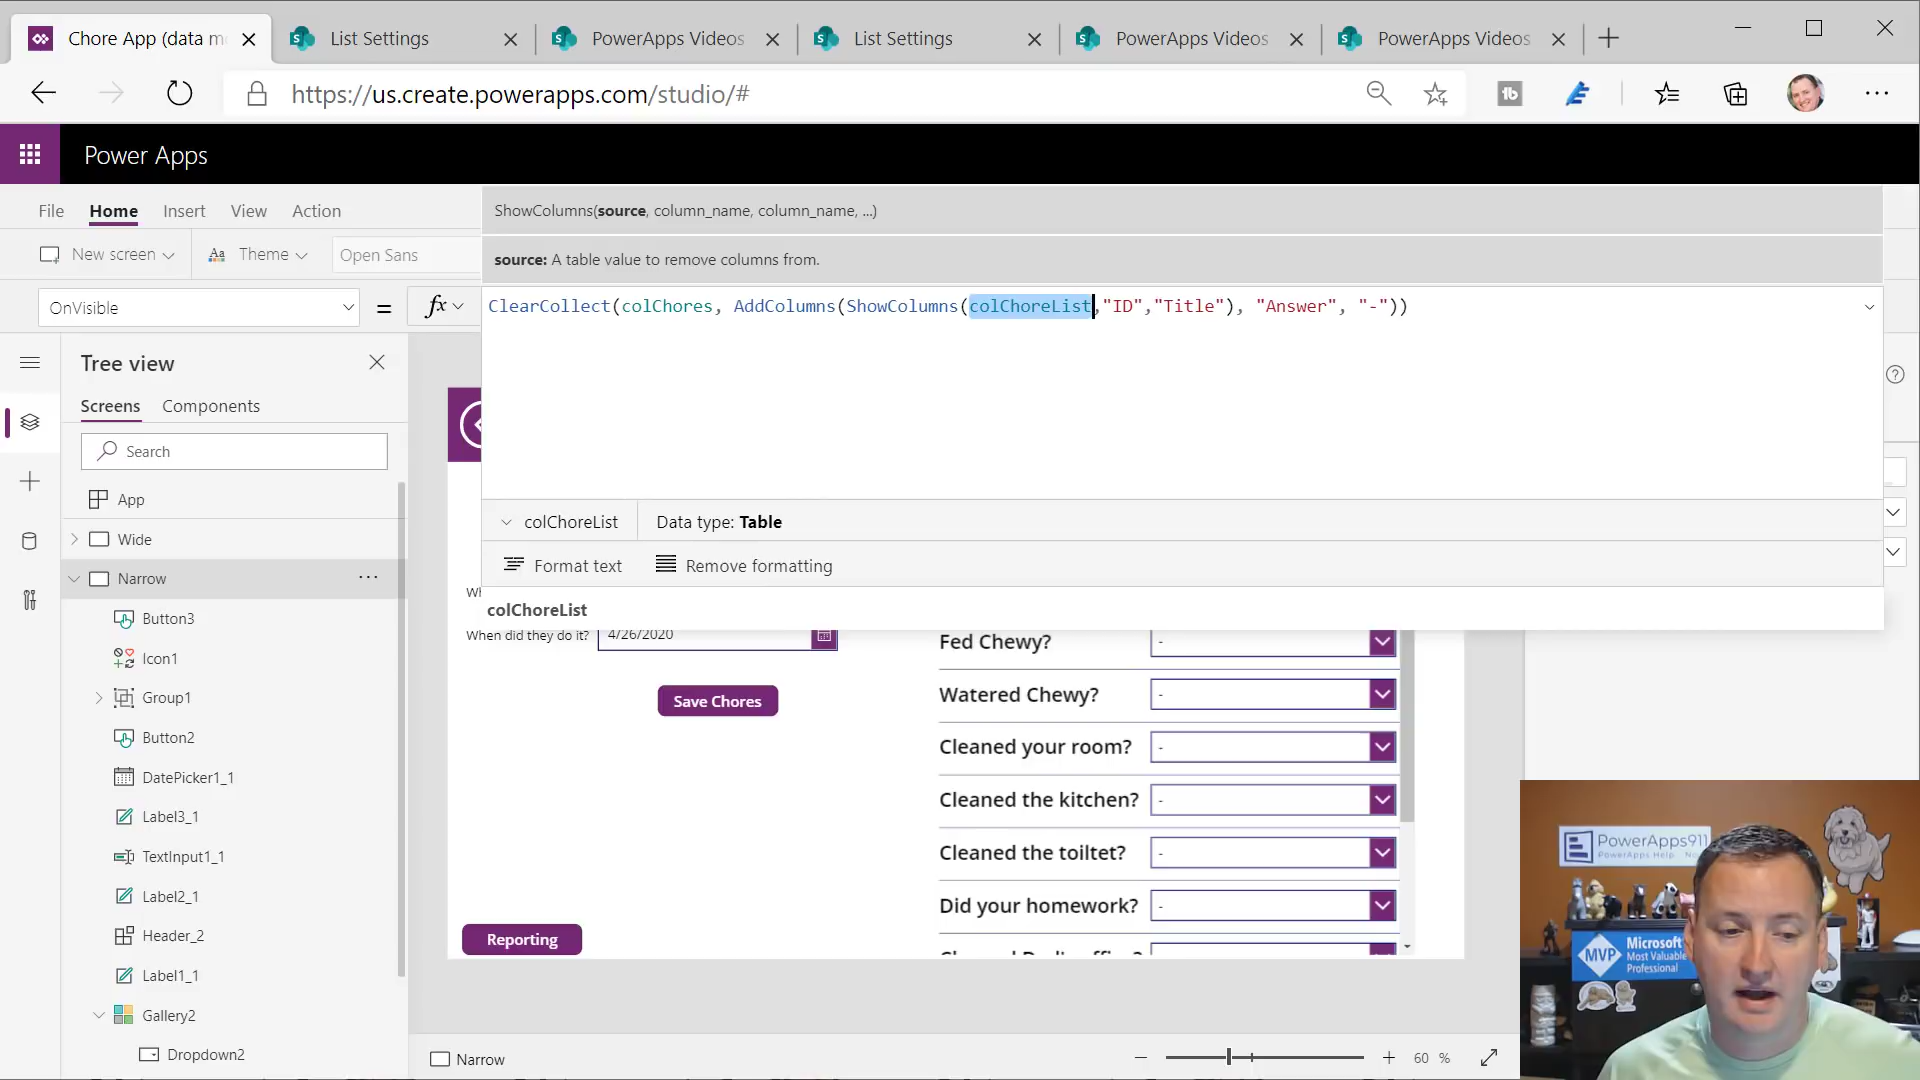 Chore App (data m
List Settings
PowerApps Videos
List Settings
PowerApps Videos
PowerApps Videos
https://us.create.powerapps.com/studio/#
Power Apps
File
Home
Insert
View
Action
ShowColumns(source, column_name, column_name, ...)
New screen
Theme
Open Sans
source: A table value to remove columns from.
OnVisible
=
fx
ClearCollect(colChores, AddColumns(ShowColumns(colChoreList,"ID","Title"), "Answer", "-"))
Tree view
Screens
Components
Search
App
Wide
Narrow
Button3
Icon1
Group1
Button2
DatePicker1_1
Label3_1
TextInput1_1
Label2_1
Header_2
Label1_1
Gallery2
Dropdown2
colChoreList
Data type: Table
Format text
Remove formatting
colChoreList
When did they do it?
4/26/2020
Save Chores
Reporting
Fed Chewy?
-
Watered Chewy?
-
Cleaned your room?
-
Cleaned the kitchen?
-
Cleaned the toiltet?
-
Did your homework?
-
Narrow
60 %
PowerApps911
PowerApps Help
MVP
Microsoft
Most Valuable
Professional